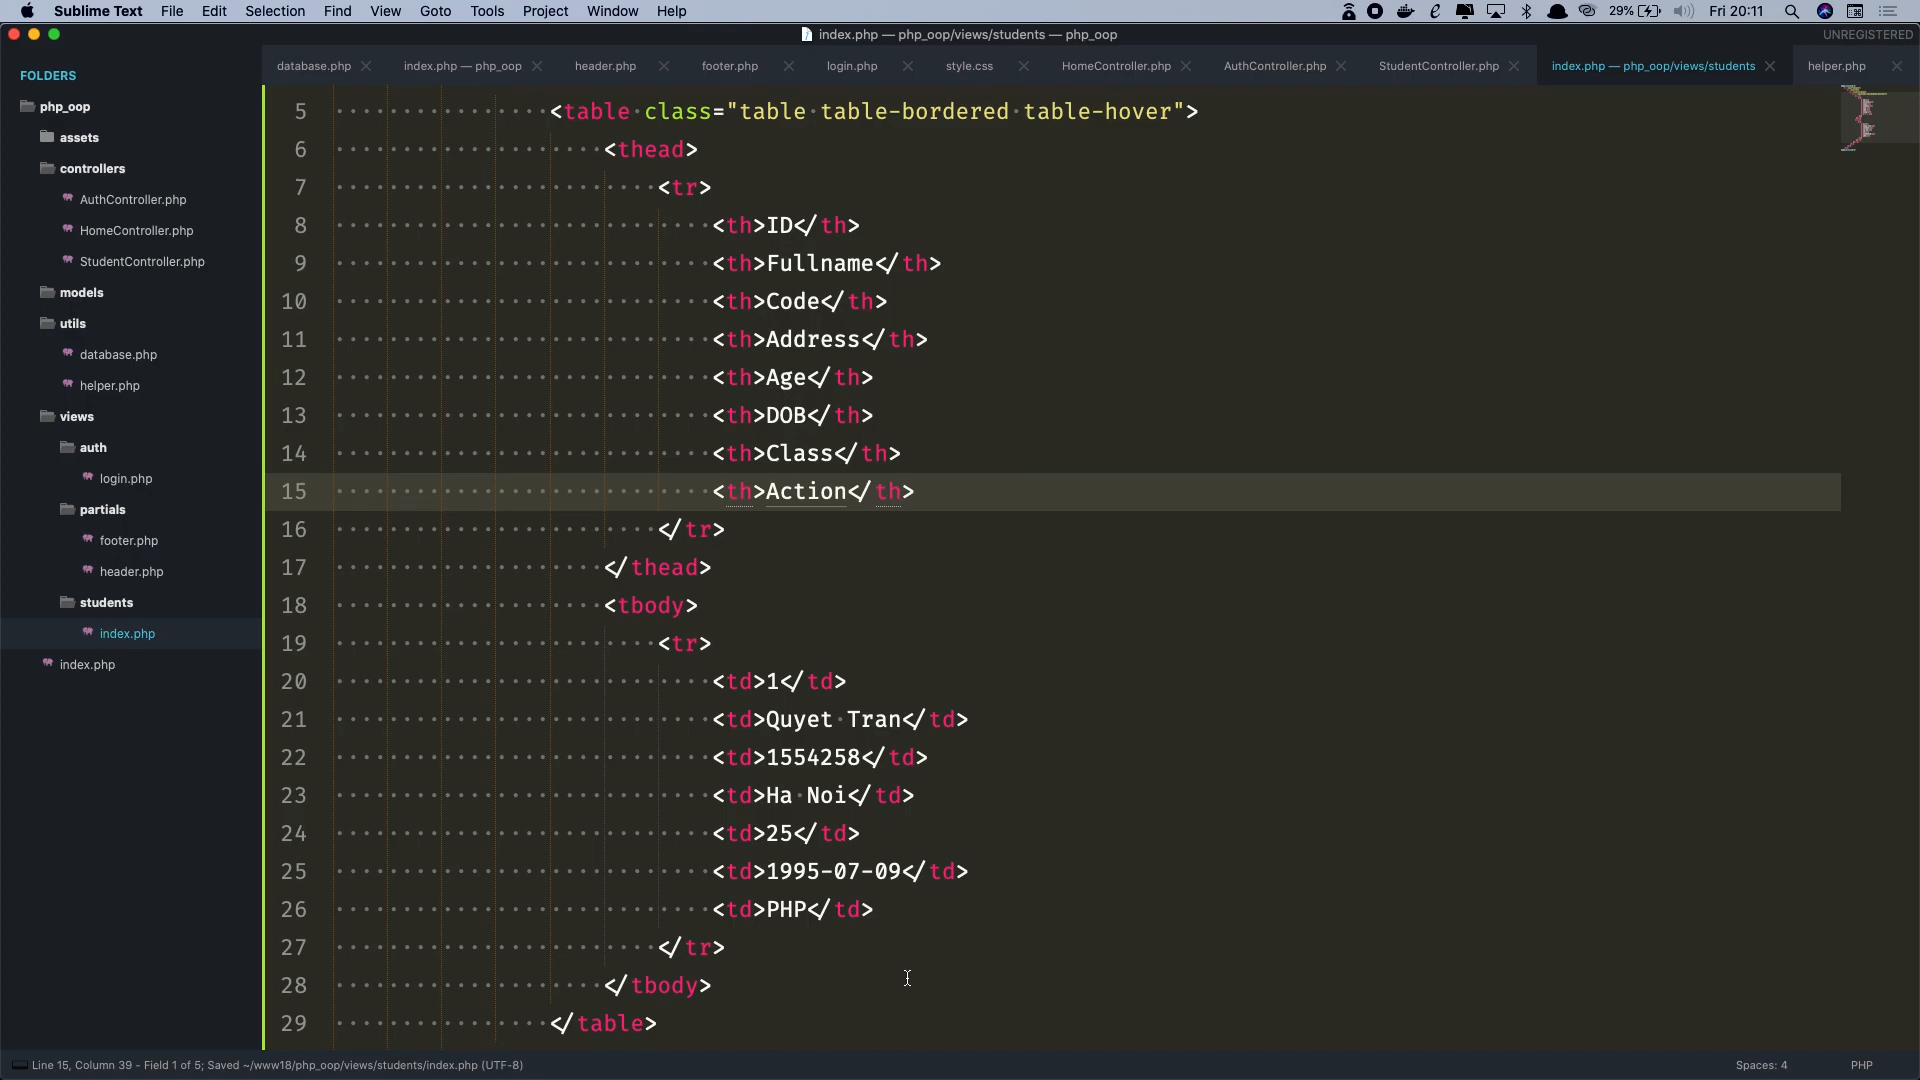 Sublime Text File Edit Selection Find View Goto Tools Project Window Help 29% Fri 20:11
index.php — php_oop/views/students — php_oop UNREGISTERED
FOLDERS
php_oop
assets
controllers
AuthController.php
HomeController.php
StudentController.php
models
utils
database.php
helper.php
views
auth
login.php
partials
footer.php
header.php
students
index.php
index.php
database.php index.php — php_oop header.php footer.php login.php style.css HomeController.php AuthController.php StudentController.php index.php — php_oop/views/students helper.php
5 <table class="table table-bordered table-hover">
6 <thead>
7 <tr>
8 <th>ID</th>
9 <th>Fullname</th>
10 <th>Code</th>
11 <th>Address</th>
12 <th>Age</th>
13 <th>DOB</th>
14 <th>Class</th>
15 <th>Action</th>
16 </tr>
17 </thead>
18 <tbody>
19 <tr>
20 <td>1</td>
21 <td>Quyet Tran</td>
22 <td>1554258</td>
23 <td>Ha Noi</td>
24 <td>25</td>
25 <td>1995-07-09</td>
26 <td>PHP</td>
27 </tr>
28 </tbody>
29 </table>
Line 15, Column 39 - Field 1 of 5; Saved ~/www18/php_oop/views/students/index.php (UTF-8) Spaces: 4 PHP